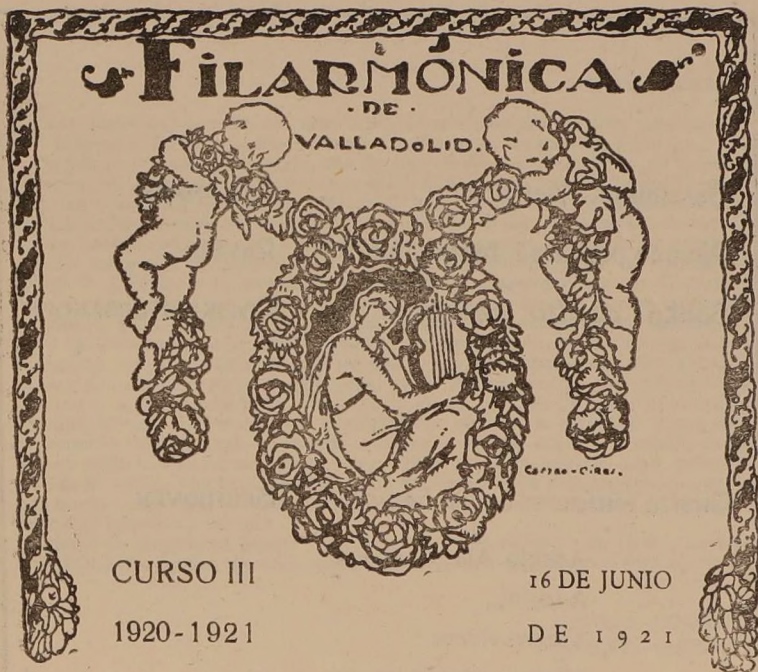 FILARMÓNICA
- DE -
VALLADOLID.
CURSO III
1920-1921
16 DE JUNIO
DE 1921